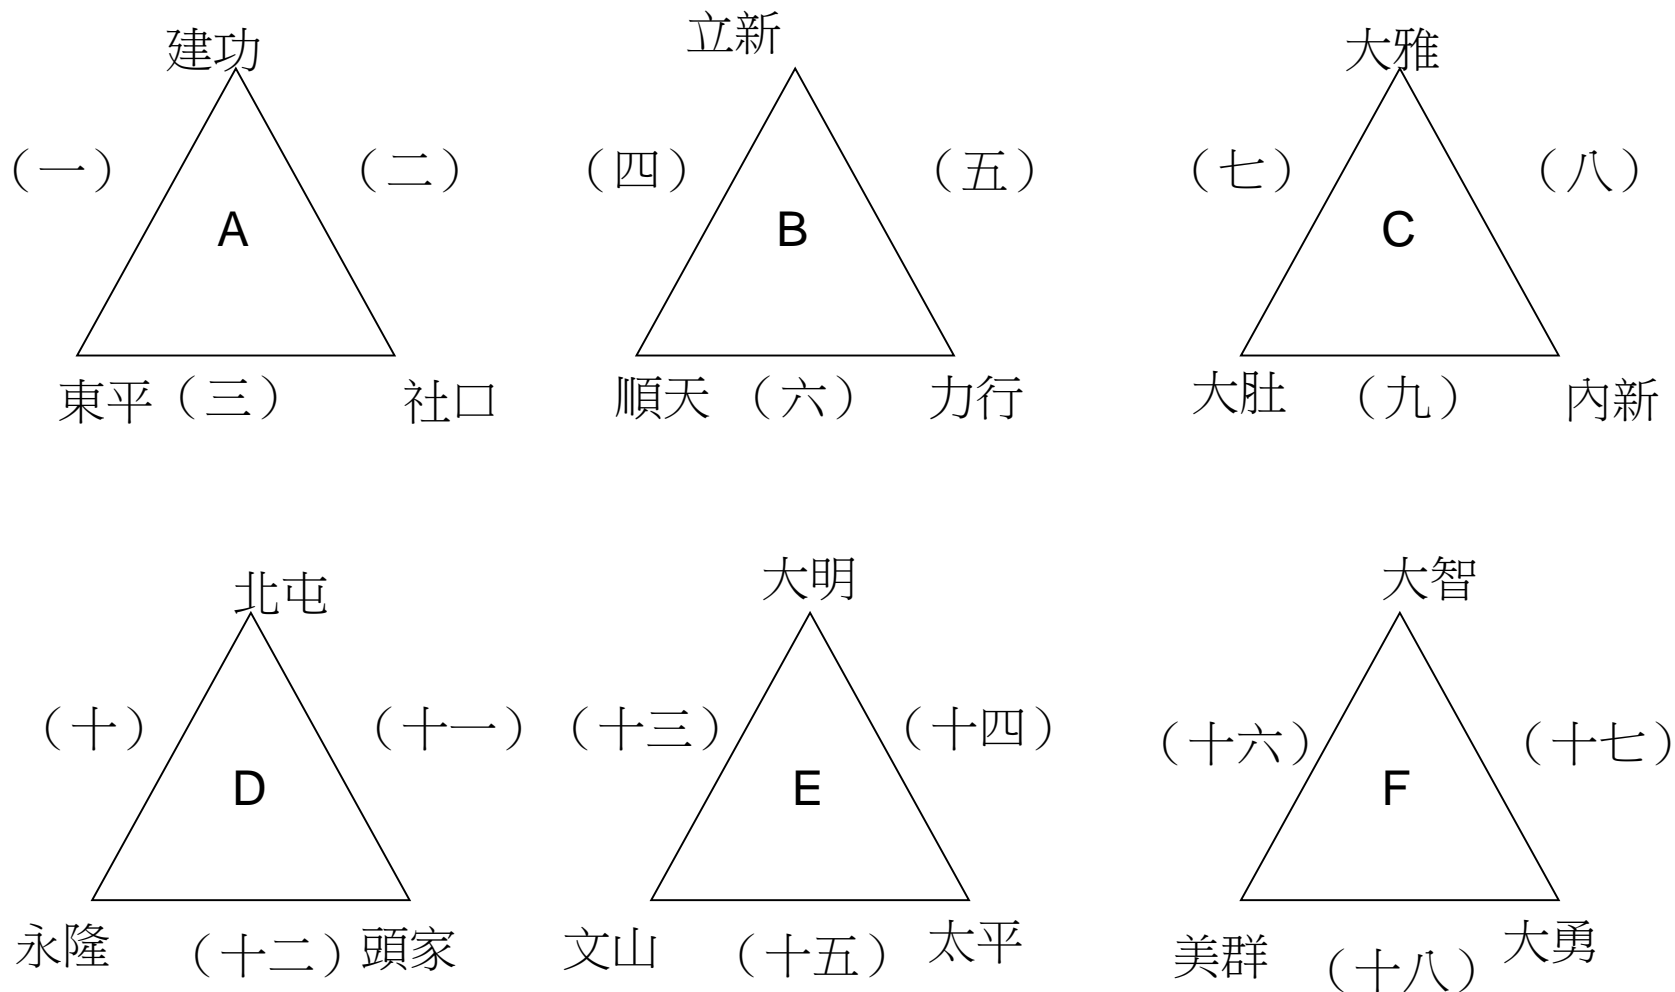 建功 立新 大雅
（一） （二） （四） （五） （七） （八）
A B C
東平（三） 社口 順天 （六） 力行 大肚 （九） 內新
北屯 大明 大智
（十） （十一） （十三） （十四） （十六） （十七）
D E F
永隆 （十二） 頭家 文山 （十五） 太平 美群 （十八） 大勇